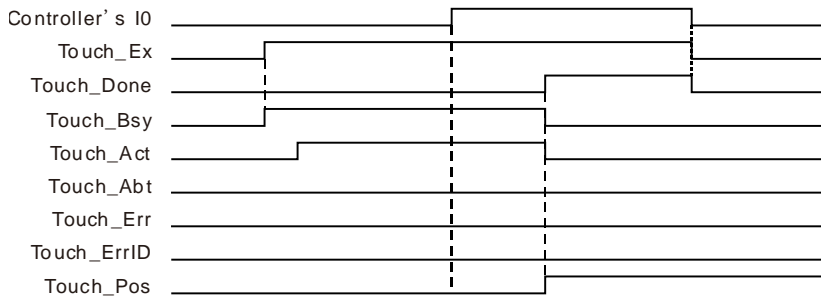 Controller’s I0
Touch_Ex
Touch_Done
Touch_Bsy
Touch_Act
Touch_Abt
Touch_Err
Touch_ErrID
Touch_Pos